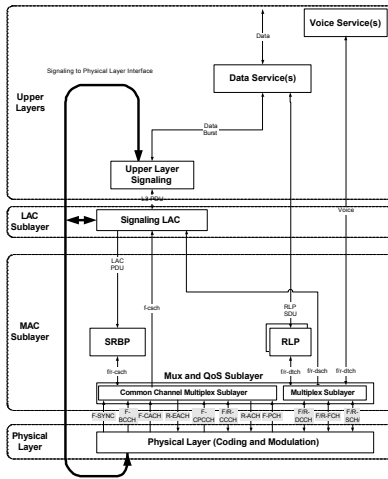 Voice Service(s)
Data
Signaling to Physical Layer Interface
Data Service(s)
Upper
Layers
Data
Burst
Upper Layer
Signaling
L3 PDU
LAC
Sublayer
Signaling LAC
Voice
LAC
PDU
f-csch
RLP
SDU
MAC
Sublayer
SRBP
RLP
f/r-csch
f/r-dtch
f/r-dsch
f/r-dtch
Mux and QoS Sublayer
Common Channel Multiplex Sublayer
Multiplex Sublayer
F-SYNC
F-
BCCH
F-CACH
R-EACH
F-
CPCCH
F/R-
CCCH
R-ACH
F-PCH
F/R-
DCCH
F/R-FCH
F/R-
SCH/
Physical
Layer
Physical Layer (Coding and Modulation)